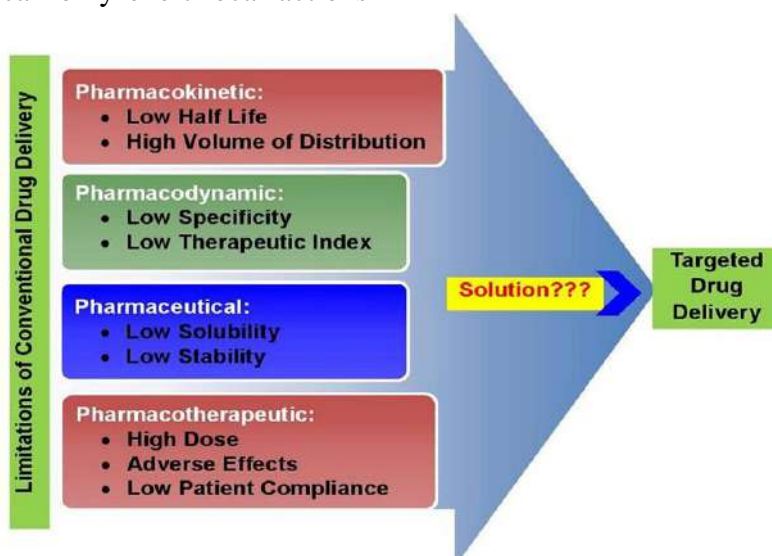 Limitations of Conventional Drug Delivery
Pharmacokinetic:
• Low Half Life
• High Volume of Distribution
Pharmacodynamic:
• Low Specificity
• Low Therapeutic Index
Pharmaceutical:
• Low Solubility
• Low Stability
Pharmacotherapeutic:
• High Dose
• Adverse Effects
• Low Patient Compliance
Solution???
Targeted
Drug
Delivery